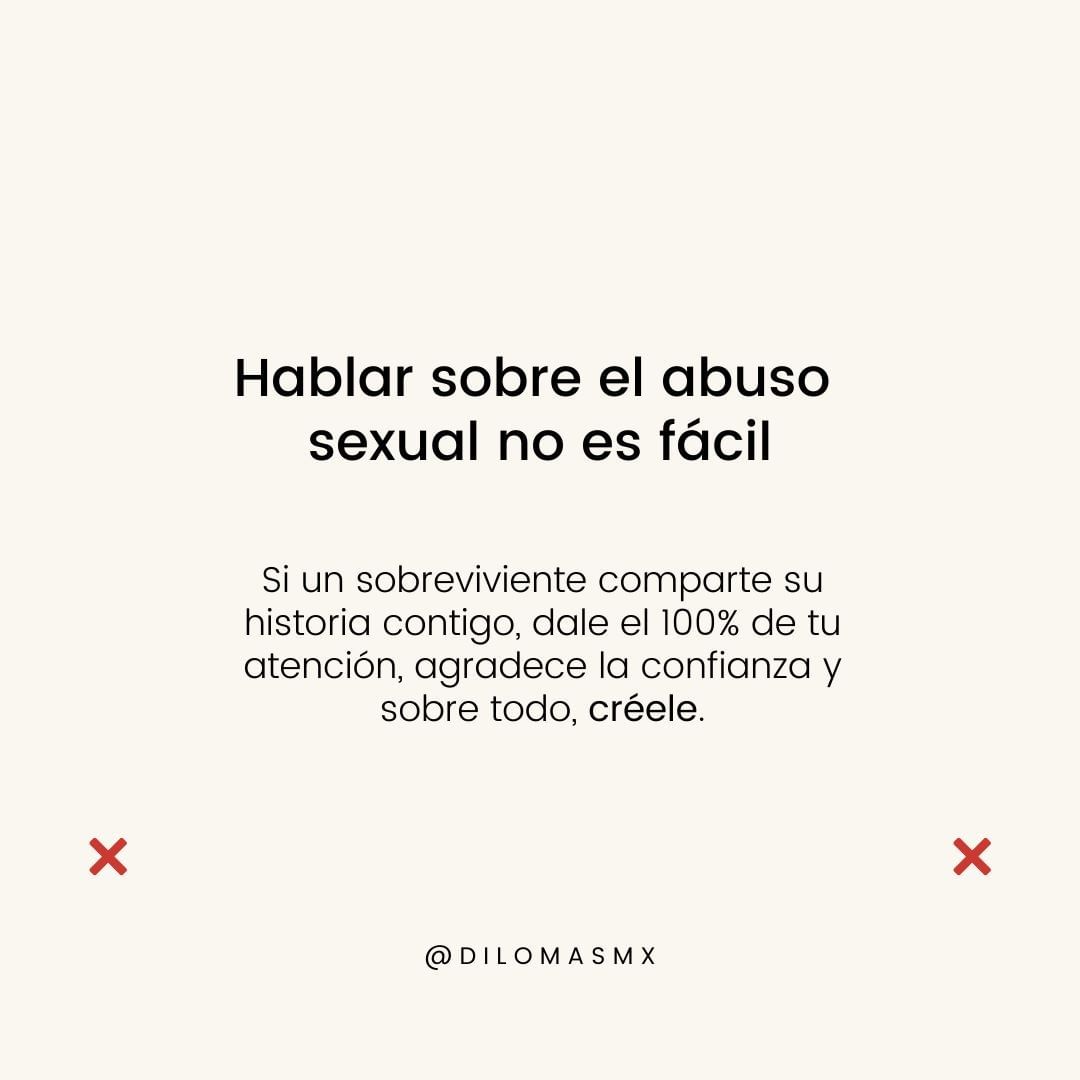 Hablar sobre el abuso
sexual no es fácil
Si un sobreviviente comparte su
historia contigo, dale el 100% de tu
atención, agradece la confianza y
sobre todo, créele.
@DILOMASMX